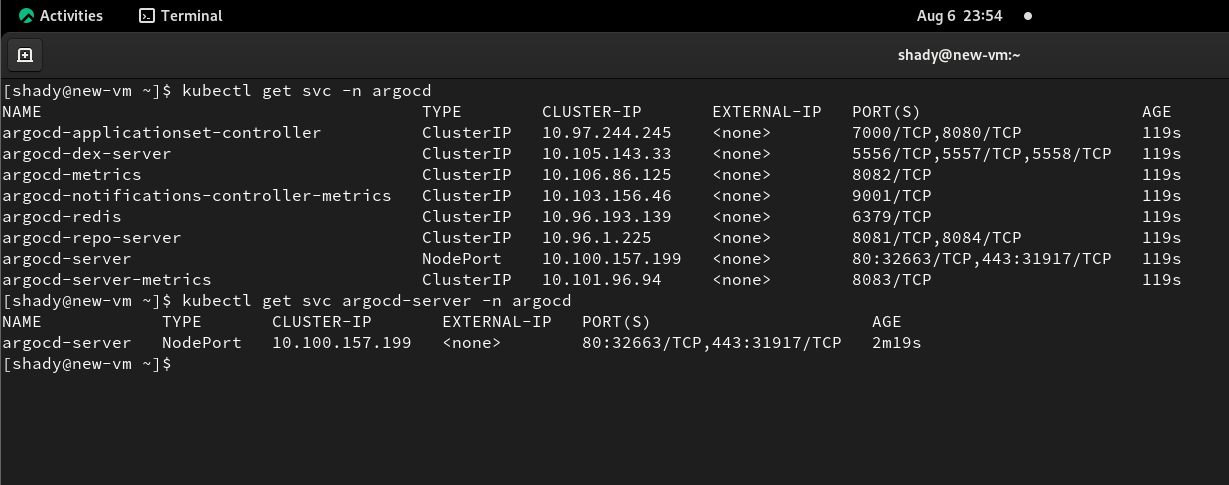 Activities Terminal Aug 6 23:54
shady@new-vm:~
[shady@new-vm ~]$ kubectl get svc -n argocd
NAME TYPE CLUSTER-IP EXTERNAL-IP PORT(S) AGE
argocd-applicationset-controller ClusterIP 10.97.244.245 <none> 7000/TCP,8080/TCP 119s
argocd-dex-server ClusterIP 10.105.143.33 <none> 5556/TCP,5557/TCP,5558/TCP 119s
argocd-metrics ClusterIP 10.106.86.125 <none> 8082/TCP 119s
argocd-notifications-controller-metrics ClusterIP 10.103.156.46 <none> 9001/TCP 119s
argocd-redis ClusterIP 10.96.193.139 <none> 6379/TCP 119s
argocd-repo-server ClusterIP 10.96.1.225 <none> 8081/TCP,8084/TCP 119s
argocd-server NodePort 10.100.157.199 <none> 80:32663/TCP,443:31917/TCP 119s
argocd-server-metrics ClusterIP 10.101.96.94 <none> 8083/TCP 119s
[shady@new-vm ~]$ kubectl get svc argocd-server -n argocd
NAME TYPE CLUSTER-IP EXTERNAL-IP PORT(S) AGE
argocd-server NodePort 10.100.157.199 <none> 80:32663/TCP,443:31917/TCP 2m19s
[shady@new-vm ~]$